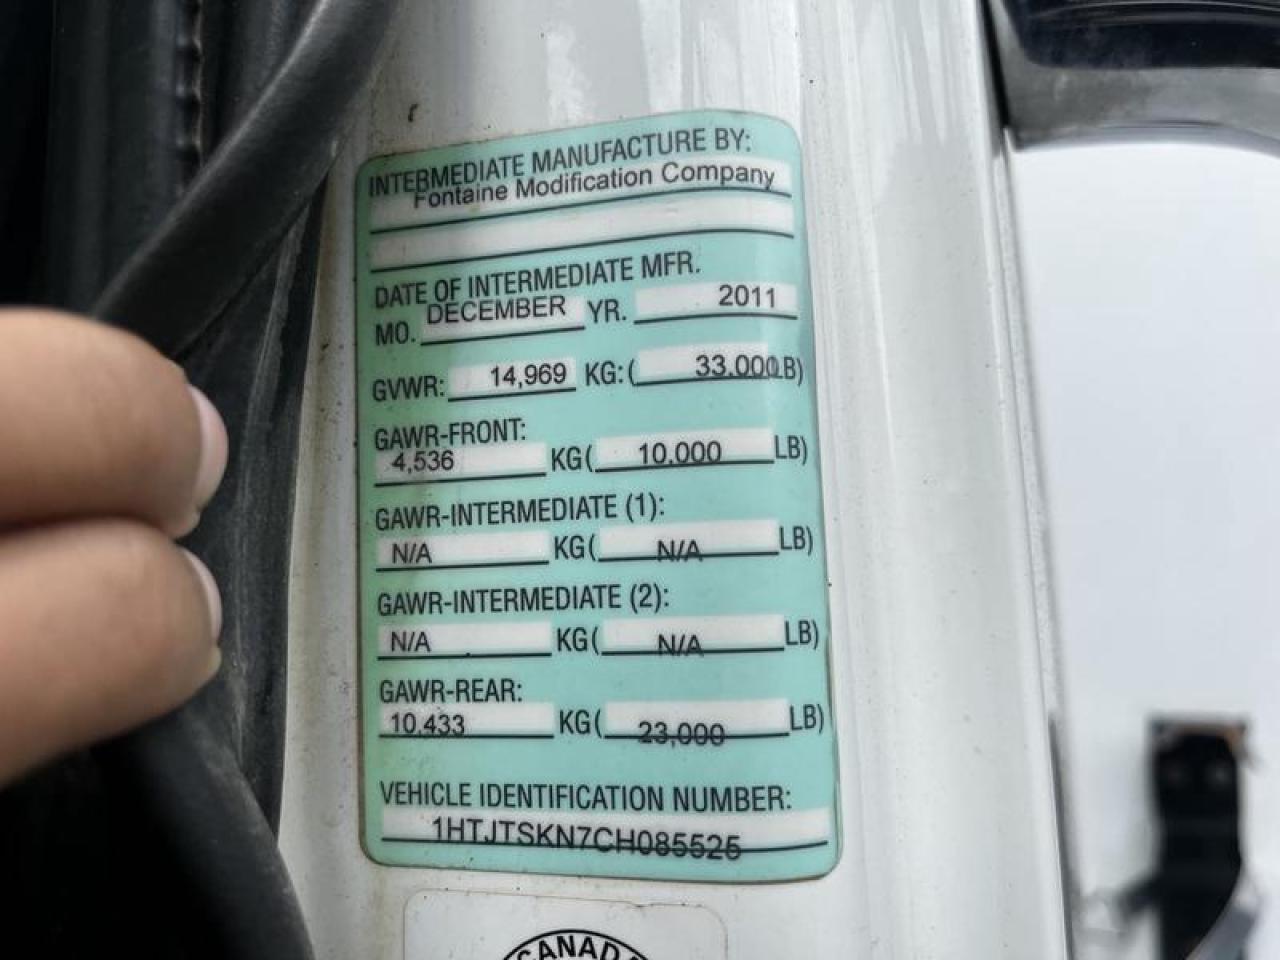 INTERMEDIATE MANUFACTURE BY:
Fontaine Modification Company
DATE OF INTERMEDIATE MFR.
MO. DECEMBER YR. 2011
GVWR: 14,969 KG: ( 33,000 LB)
GAWR-FRONT:
4,536 KG ( 10,000 LB)
GAWR-INTERMEDIATE (1):
N/A KG ( N/A LB)
GAWR-INTERMEDIATE (2):
N/A KG ( N/A LB)
GAWR-REAR:
10,433 KG ( 23,000 LB)
VEHICLE IDENTIFICATION NUMBER:
1HTJTSKN7CH085525
CANADA